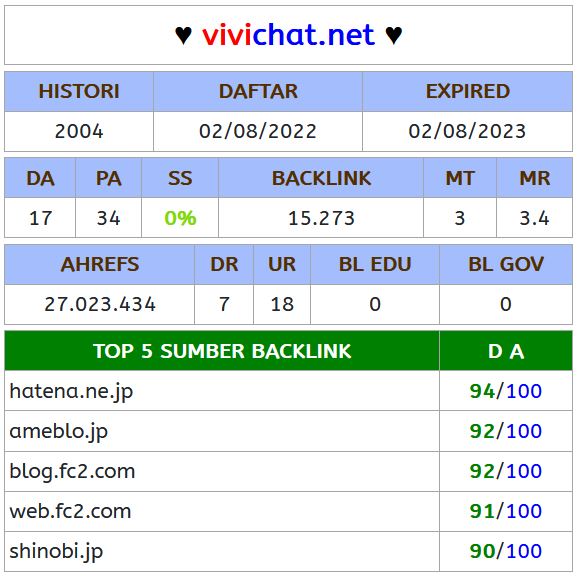 ♥ vivichat.net ♥
HISTORI DAFTAR EXPIRED
2004 02/08/2022 02/08/2023
DA PA SS BACKLINK MT MR
17 34 0% 15.273 3 3.4
AHREFS DR UR BL EDU BL GOV
27.023.434 7 18 0 0
TOP 5 SUMBER BACKLINK D A
hatena.ne.jp 94/100
ameblo.jp 92/100
blog.fc2.com 92/100
web.fc2.com 91/100
shinobi.jp 90/100